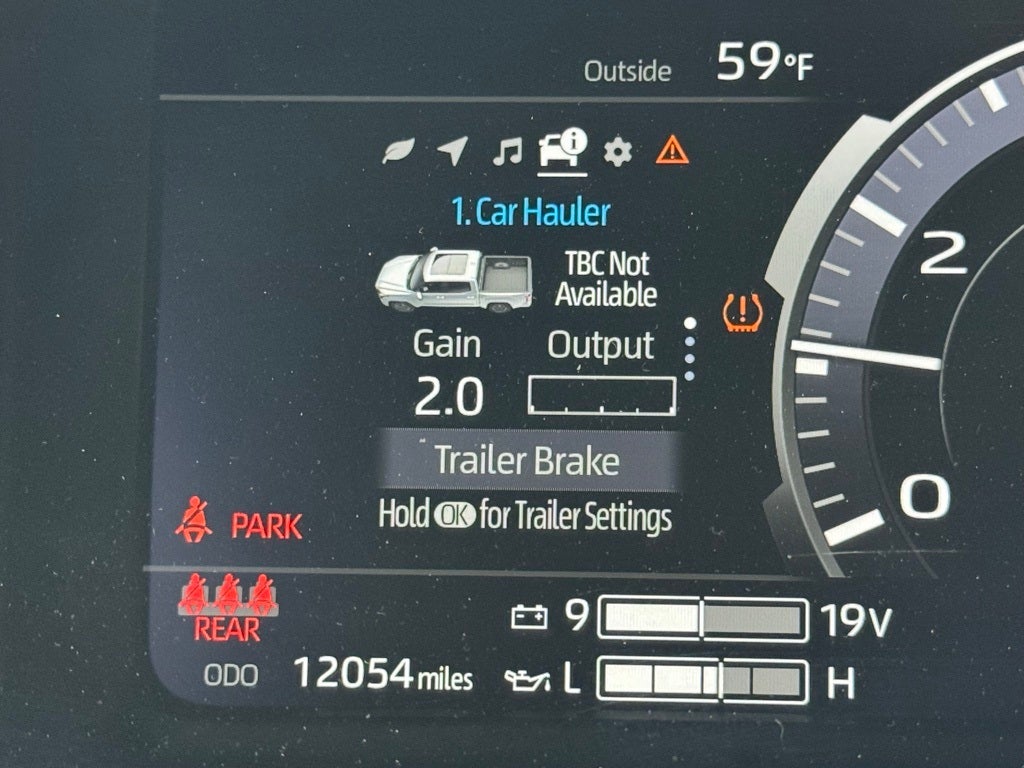 Outside 59°F
1. Car Hauler
TBC Not
Available
Gain Output
2.0
2
Trailer Brake
0
Hold OK for Trailer Settings
PARK
REAR
9 19V
ODO 12054 miles
L H